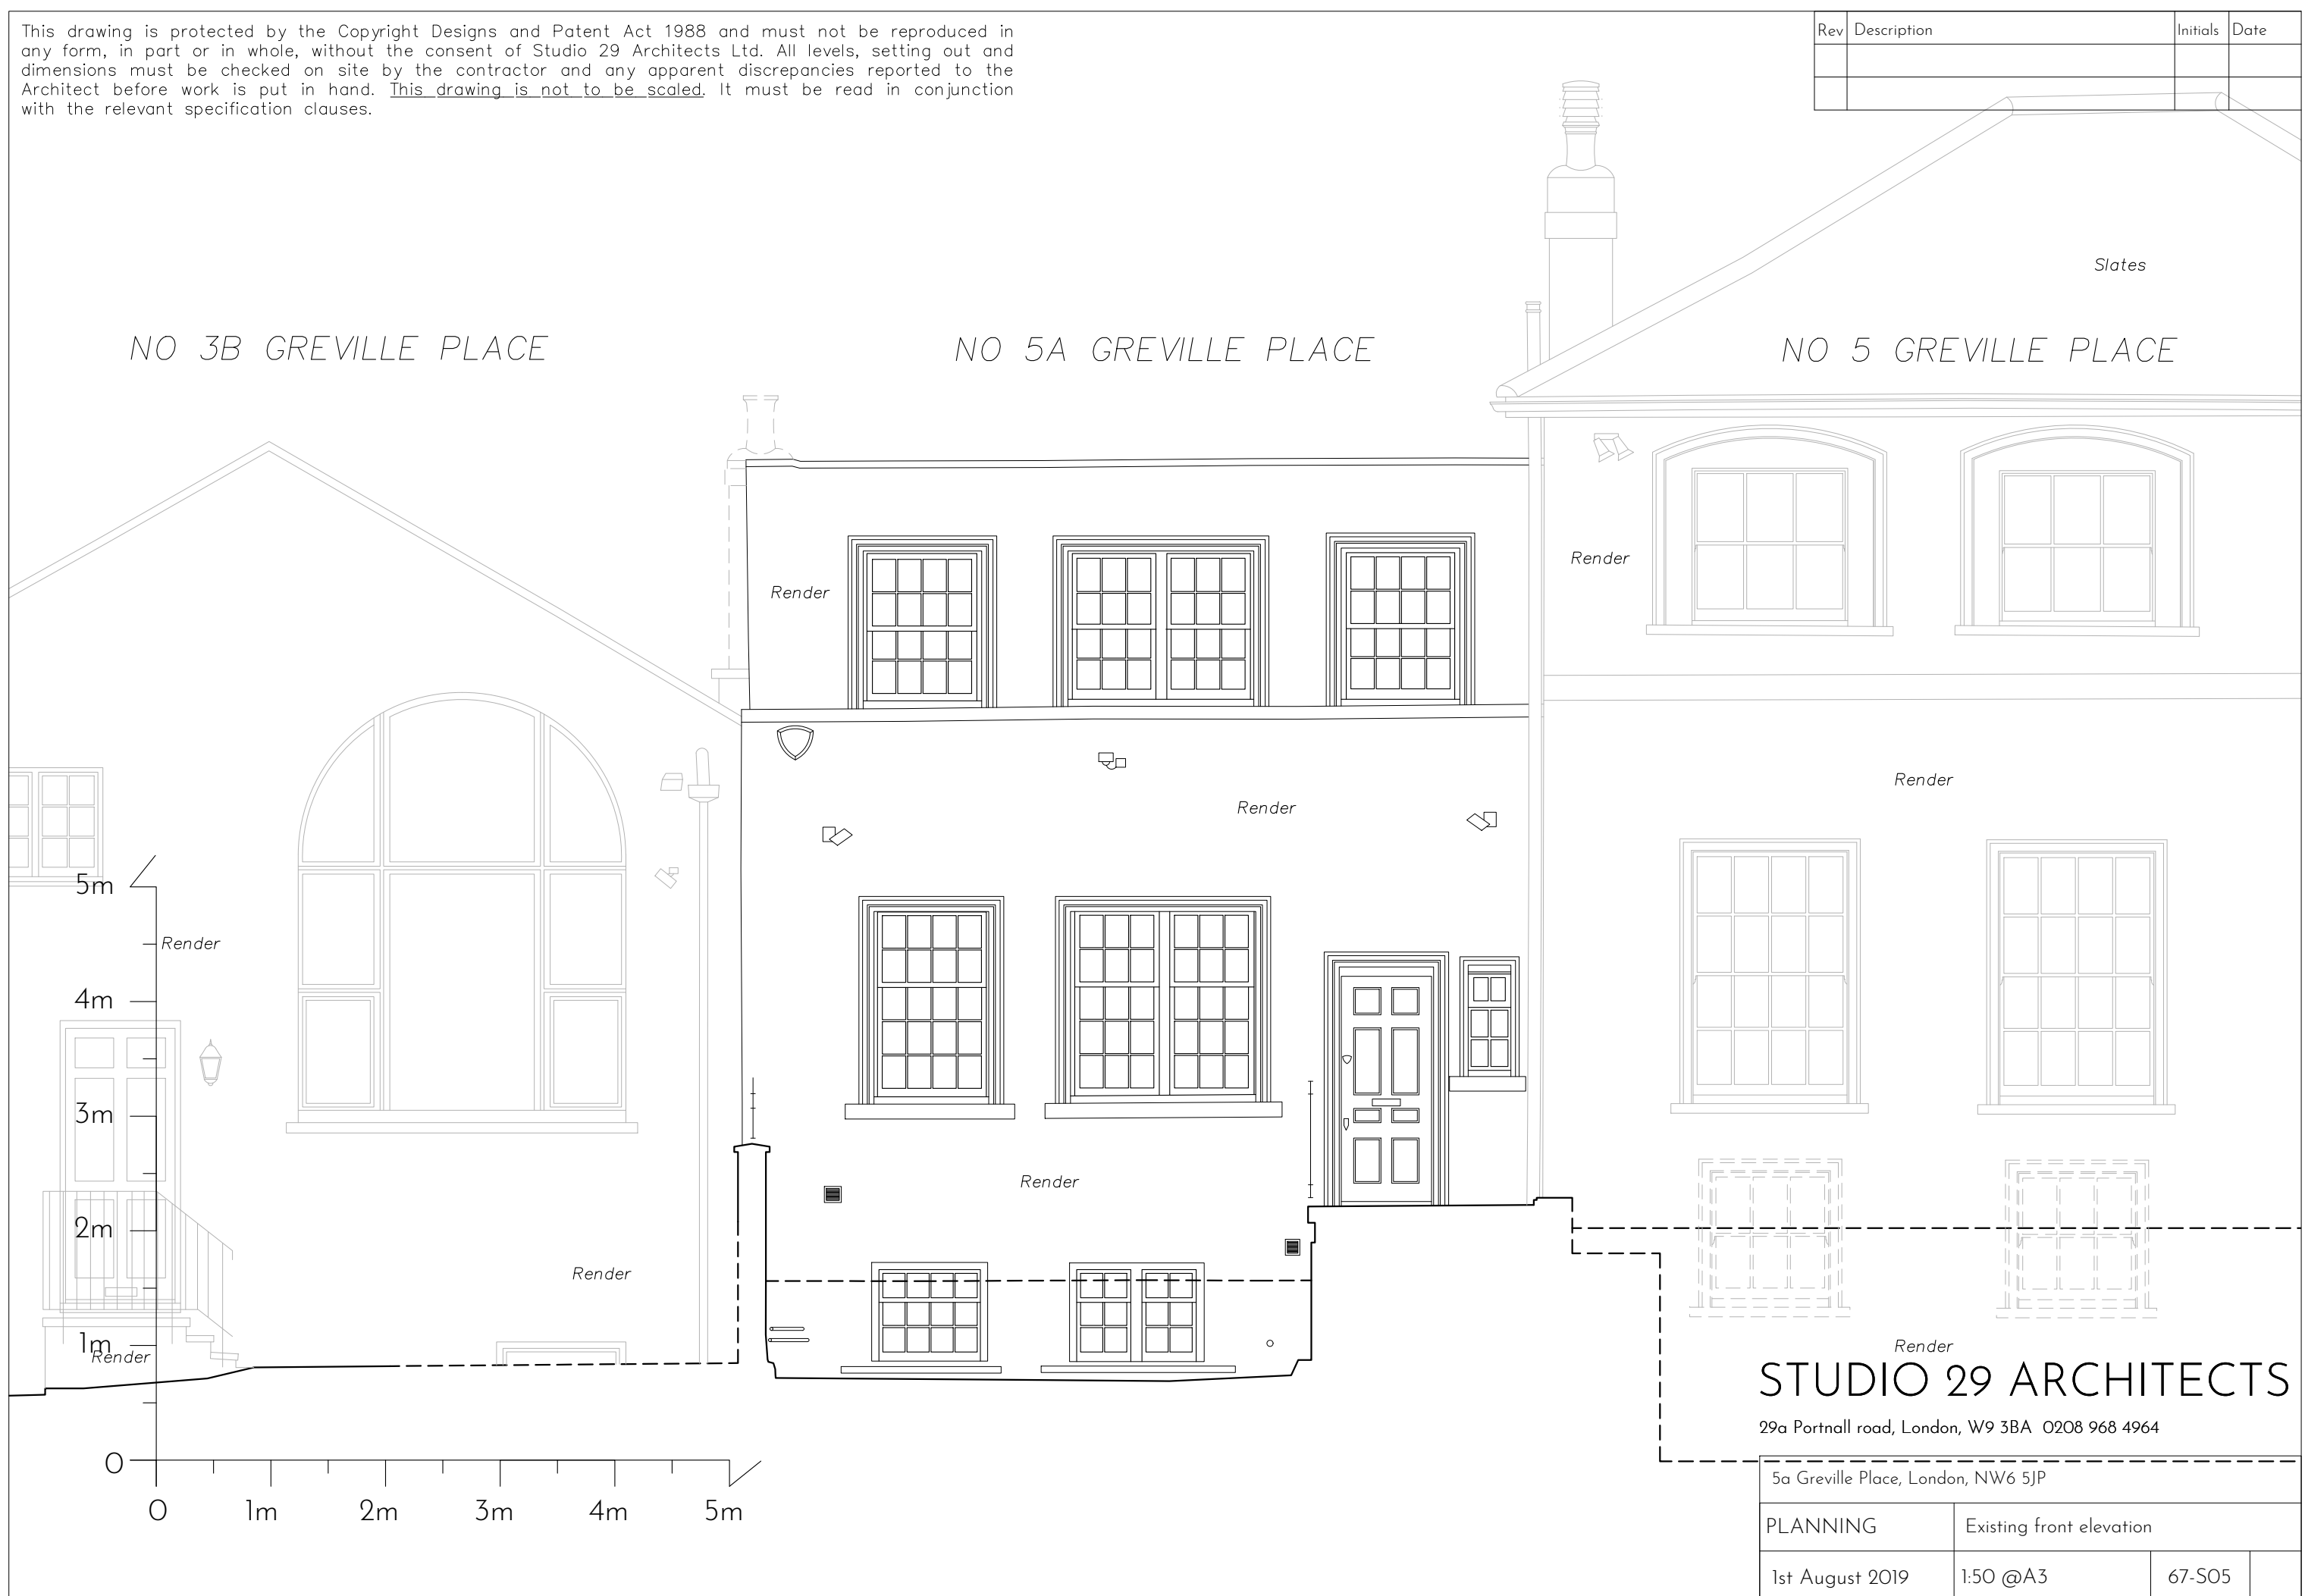 This drawing is protected by the Copyright Designs and Patent Act 1988 and must not be reproduced in
any form, in part or in whole, without the consent of Studio 29 Architects Ltd. All levels, setting out and
dimensions must be checked on site by the contractor and any apparent discrepancies reported to the
Architect before work is put in hand. This drawing is not to be scaled. It must be read in conjunction
with the relevant specification clauses.
Rev Description Initials Date
Slates
NO 3B GREVILLE PLACE
NO 5A GREVILLE PLACE
NO 5 GREVILLE PLACE
Render
Render
Render
Render
5m
Render
4m
3m
Render
2m
Render
1m
Render
Render
0
0 1m 2m 3m 4m 5m
STUDIO 29 ARCHITECTS
29a Portnall road, London, W9 3BA 0208 968 4964
5a Greville Place, London, NW6 5JP
PLANNING Existing front elevation
1st August 2019 1:50 @A3 67-S05